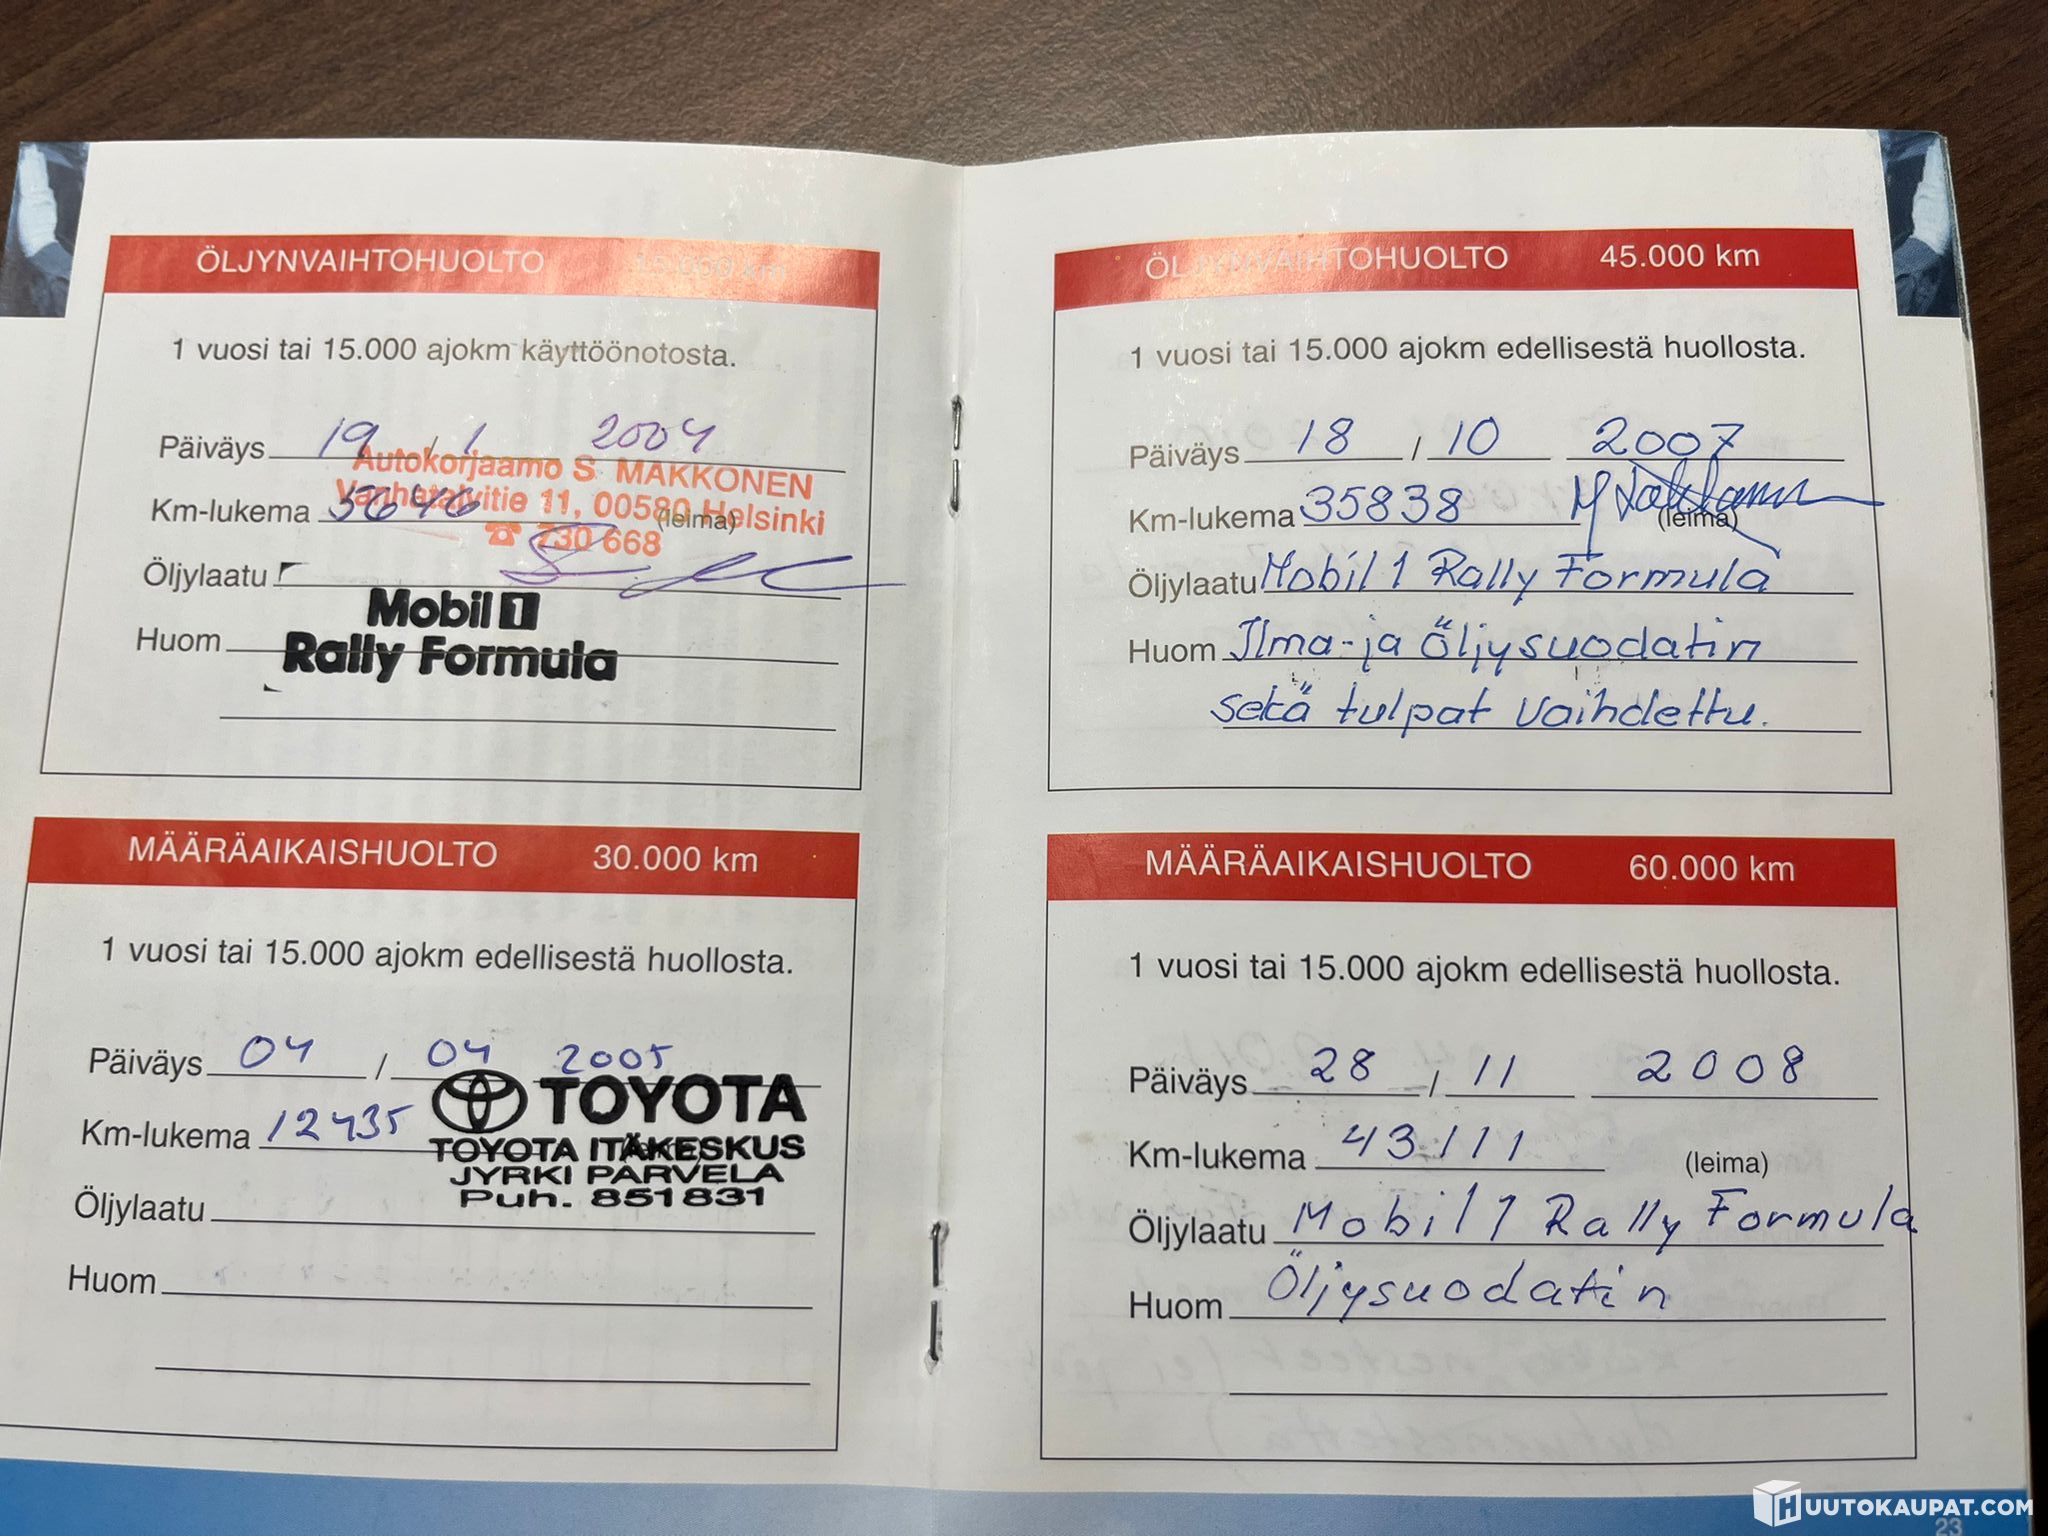 ÖLJYNVAIHTOHUOLTO 15.000 km
1 vuosi tai 15.000 ajokm käyttöönotosta.
Päiväys 19 / 1 2004
Autokorjaamo S MAKKONEN
Vanhatalvitie 11, 00580 Helsinki
☎ 730 668
Km-lukema 5646 (leima)
Öljylaatu
Mobil 1
Huom Rally Formula
MÄÄRÄAIKAISHUOLTO 30.000 km
1 vuosi tai 15.000 ajokm edellisestä huollosta.
Päiväys 04 / 04 2005
TOYOTA
Km-lukema 12435
TOYOTA ITÄKESKUS
JYRKI PARVELA
Puh. 851831
Öljylaatu
Huom
ÖLJYNVAIHTOHUOLTO 45.000 km
1 vuosi tai 15.000 ajokm edellisestä huollosta.
Päiväys 18 / 10 2007
Km-lukema 35838 (leima)
Öljylaatu Mobil 1 Rally Formula
Huom Ilma-ja öljysuodatin
sekä tulpat vaihdettu.
MÄÄRÄAIKAISHUOLTO 60.000 km
1 vuosi tai 15.000 ajokm edellisestä huollosta.
Päiväys 28 / 11 2008
Km-lukema 43111 (leima)
Öljylaatu Mobil 1 Rally Formula
Huom Öljysuodatin
23
HUUTOKAUPAT.COM